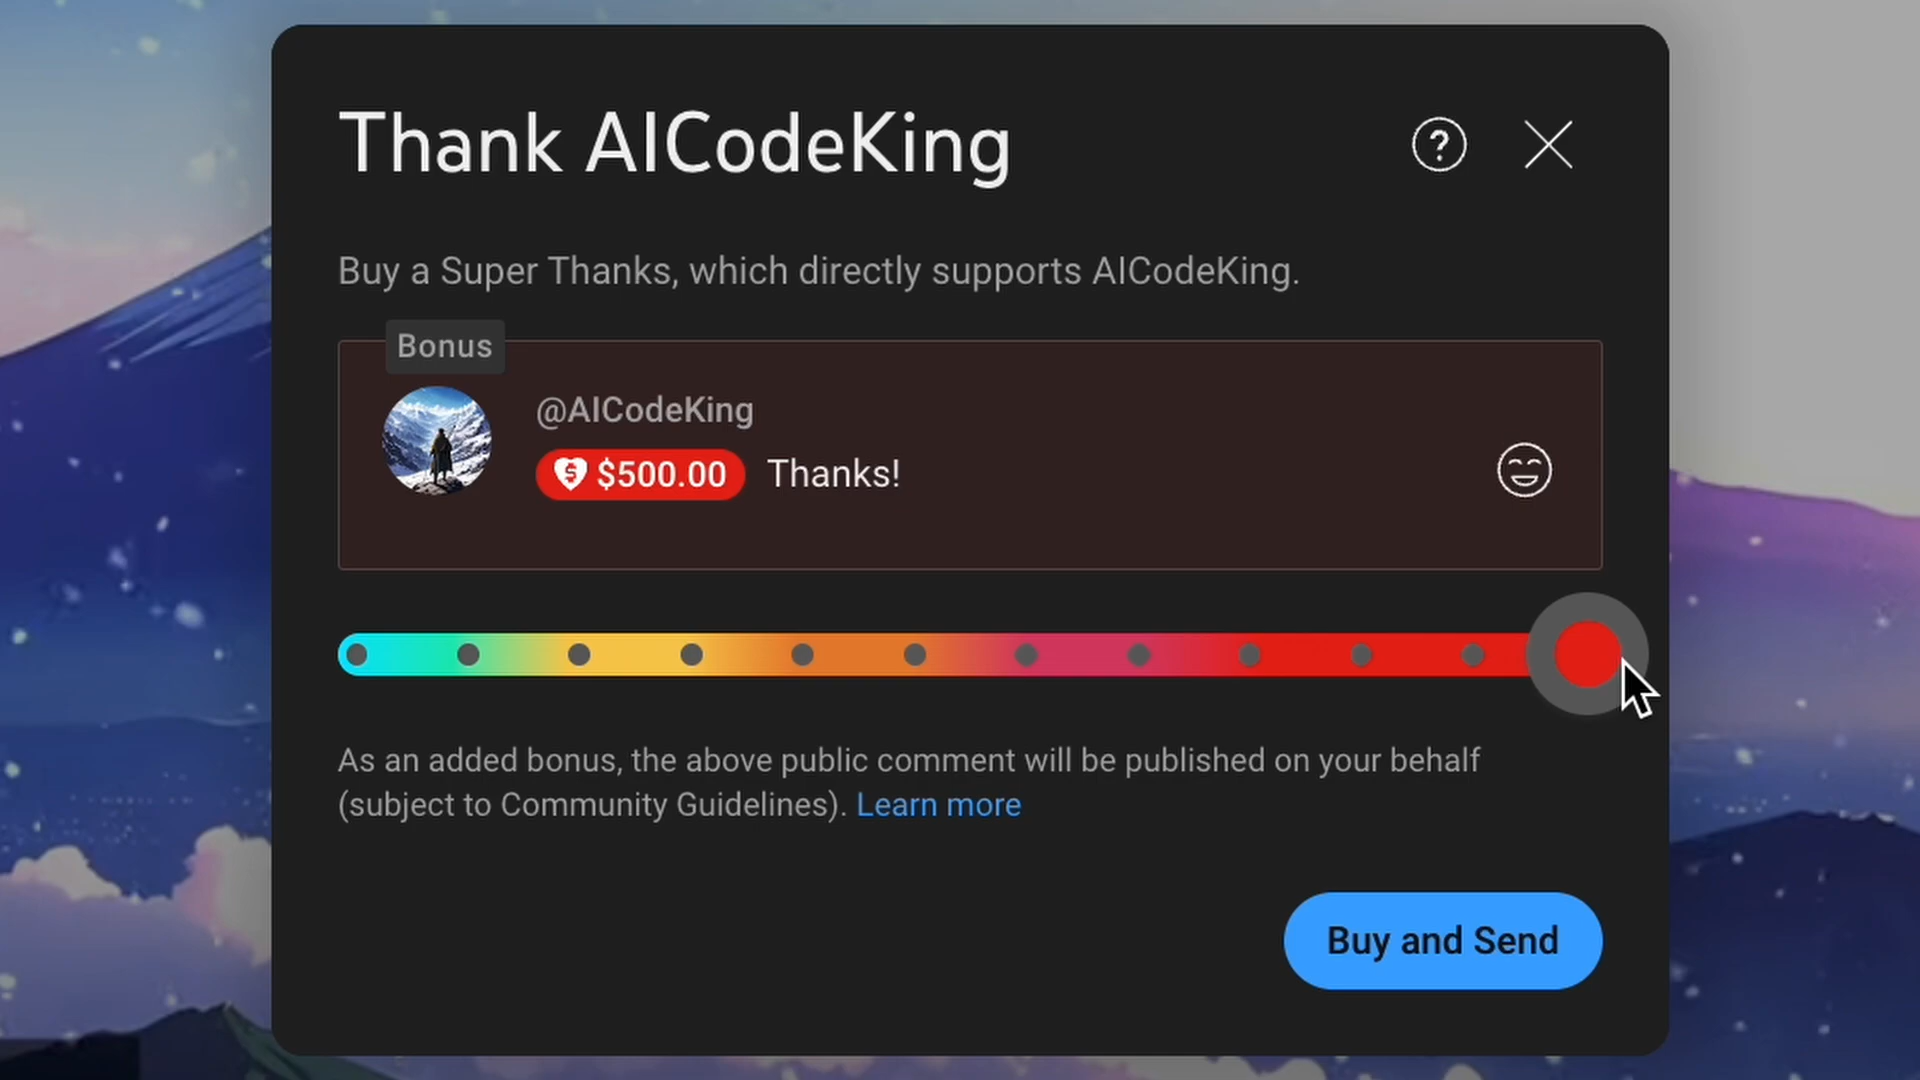 Thank AICodeKing
Buy a Super Thanks, which directly supports AICodeKing.
Bonus
@AICodeKing
$500.00 Thanks!
As an added bonus, the above public comment will be published on your behalf
(subject to Community Guidelines). Learn more
Buy and Send